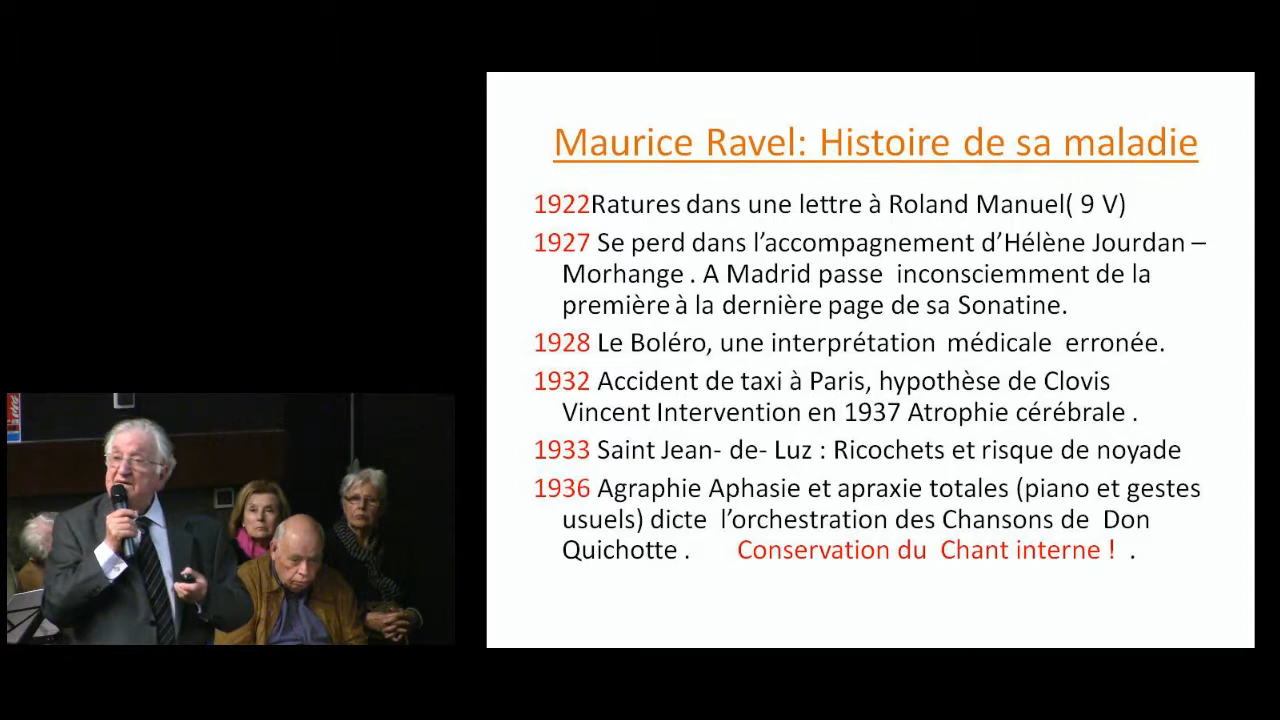 Maurice Ravel: Histoire de sa maladie
1922Ratures dans une lettre à Roland Manuel( 9 V)
1927 Se perd dans l’accompagnement d’Hélène Jourdan –
Morhange . A Madrid passe inconsciemment de la
première à la dernière page de sa Sonatine.
1928 Le Boléro, une interprétation médicale erronée.
1932 Accident de taxi à Paris, hypothèse de Clovis
Vincent Intervention en 1937 Atrophie cérébrale .
1933 Saint Jean- de- Luz : Ricochets et risque de noyade
1936 Agraphie Aphasie et apraxie totales (piano et gestes
usuels) dicte l’orchestration des Chansons de Don
Quichotte . Conservation du Chant interne ! .